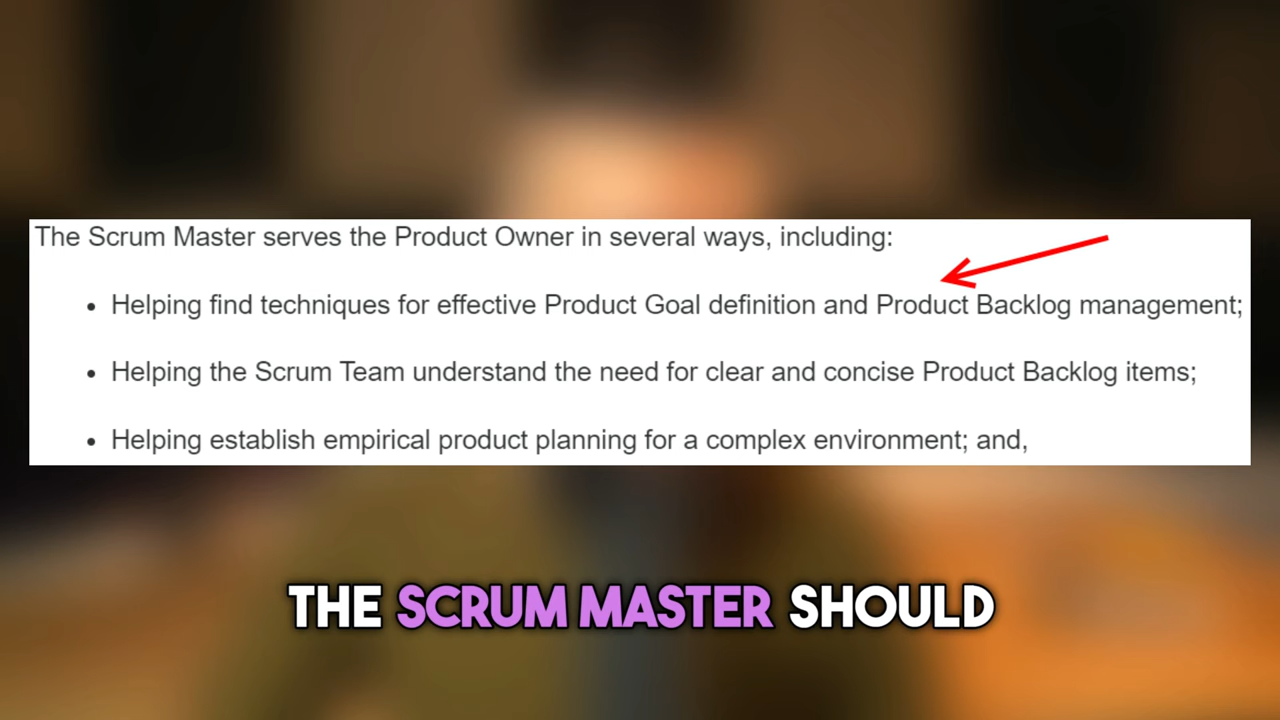 The Scrum Master serves the Product Owner in several ways, including:
• Helping find techniques for effective Product Goal definition and Product Backlog management;
• Helping the Scrum Team understand the need for clear and concise Product Backlog items;
• Helping establish empirical product planning for a complex environment; and,
THE SCRUM MASTER SHOULD